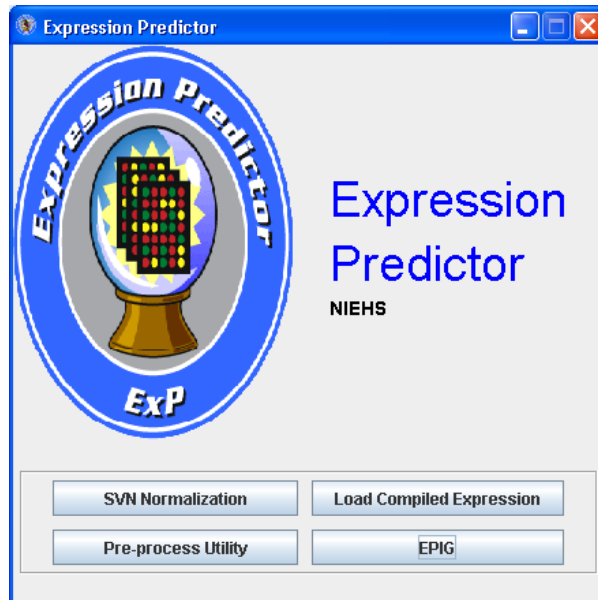 Expression Predictor
Expression Predictor
ExP
Expression
Predictor
NIEHS
SVN Normalization
Load Compiled Expression
Pre-process Utility
EPIG